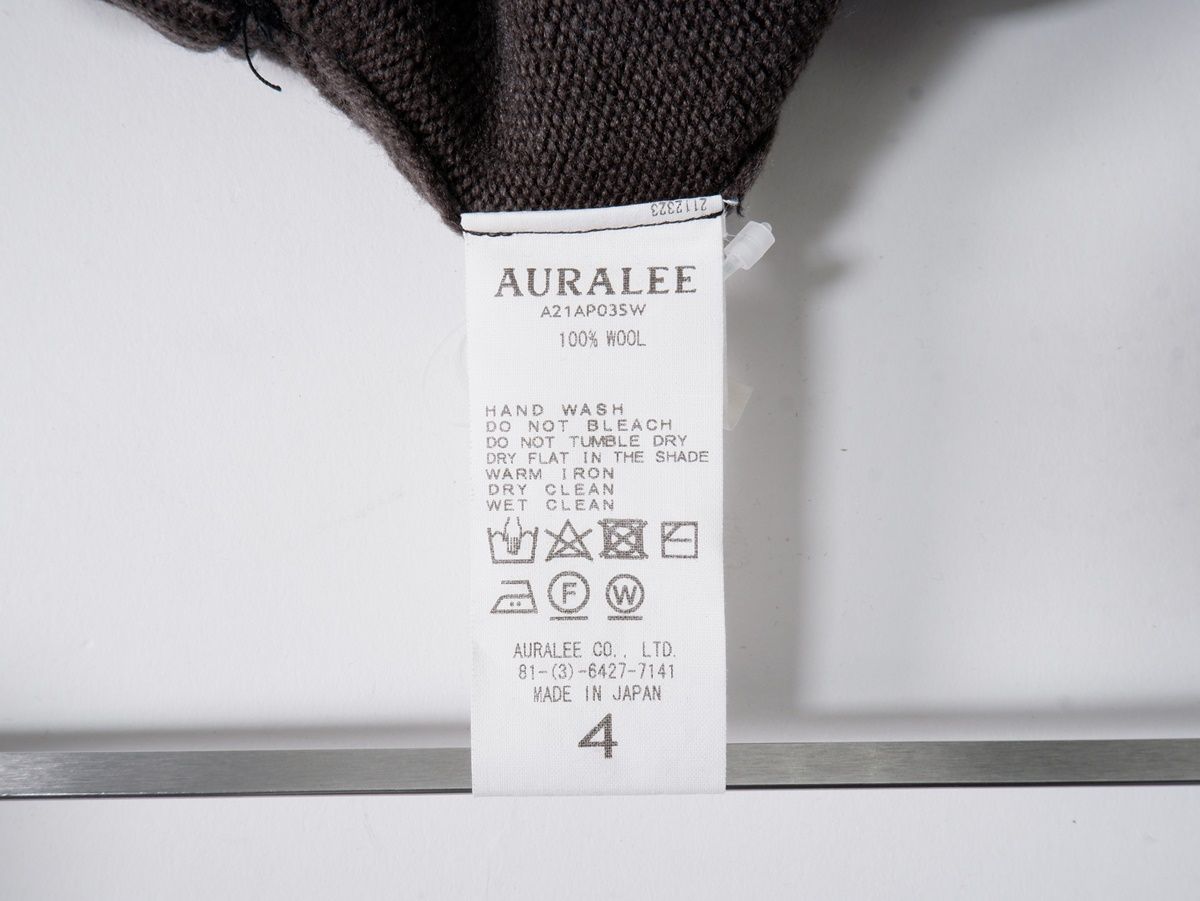 2112323
AURALEE
A21AP03SW
100% WOOL
HAND WASH
DO NOT BLEACH
DO NOT TUMBLE DRY
DRY FLAT IN THE SHADE
WARM IRON
DRY CLEAN
WET CLEAN
F W
AURALEE CO., LTD.
81-(3)-6427-7141
MADE IN JAPAN
4